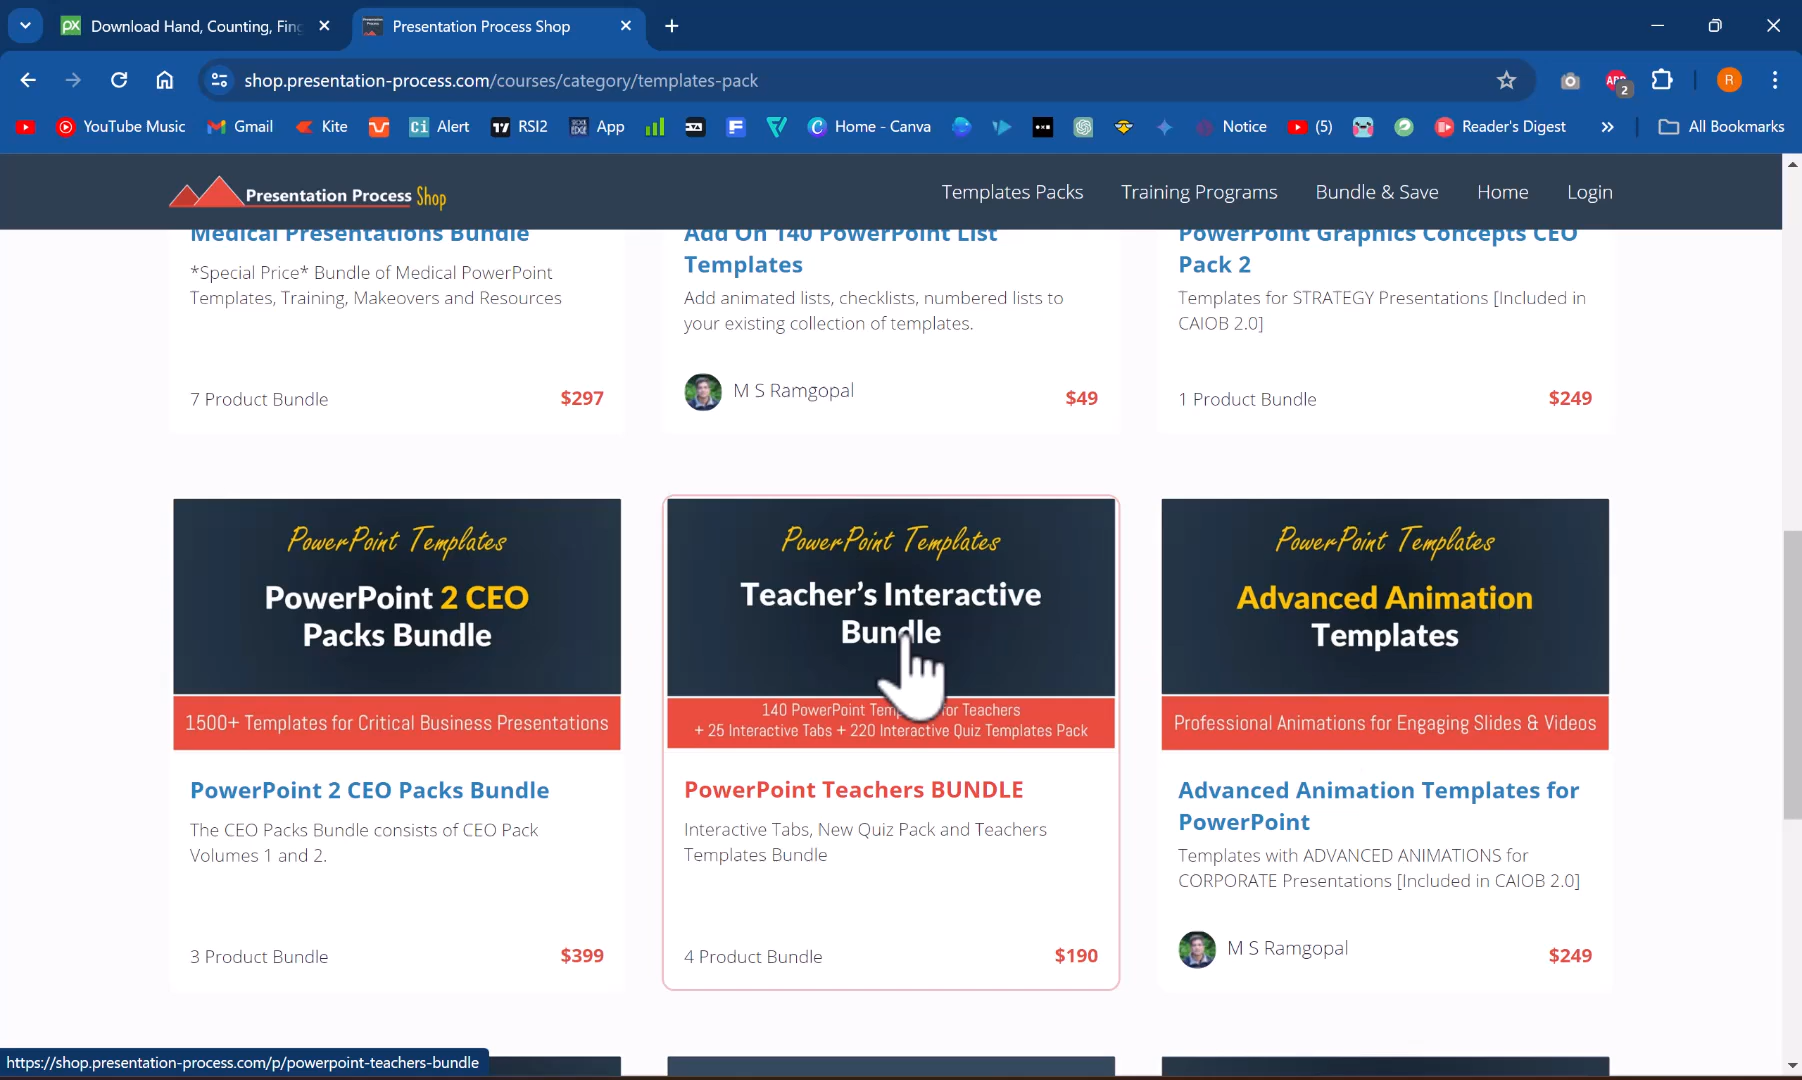 Download Hand, Counting, Fing
Presentation Process Shop
shop.presentation-process.com/courses/category/templates-pack
ABP
2
R
YouTube Music
Gmail
Kite
Ci Alert
RSI2
App
Home - Canva
Notice
(5)
Reader's Digest
All Bookmarks
Presentation Process Shop
Templates Packs
Training Programs
Bundle & Save
Home
Login
Medical Presentations Bundle
*Special Price* Bundle of Medical PowerPoint
Templates, Training, Makeovers and Resources
7 Product Bundle
$297
Add On 140 PowerPoint List
Templates
Add animated lists, checklists, numbered lists to
your existing collection of templates.
M S Ramgopal
$49
PowerPoint Graphics Concepts CEO
Pack 2
Templates for STRATEGY Presentations [Included in
CAIOB 2.0]
1 Product Bundle
$249
PowerPoint Templates
PowerPoint 2 CEO
Packs Bundle
1500+ Templates for Critical Business Presentations
PowerPoint 2 CEO Packs Bundle
The CEO Packs Bundle consists of CEO Pack
Volumes 1 and 2.
3 Product Bundle
$399
PowerPoint Templates
Teacher's Interactive
Bundle
140 PowerPoint Temp for Teachers
+ 25 Interactive Tabs + 220 Interactive Quiz Templates Pack
PowerPoint Teachers BUNDLE
Interactive Tabs, New Quiz Pack and Teachers
Templates Bundle
4 Product Bundle
$190
PowerPoint Templates
Advanced Animation
Templates
Professional Animations for Engaging Slides & Videos
Advanced Animation Templates for
PowerPoint
Templates with ADVANCED ANIMATIONS for
CORPORATE Presentations [Included in CAIOB 2.0]
M S Ramgopal
$249
https://shop.presentation-process.com/p/powerpoint-teachers-bundle